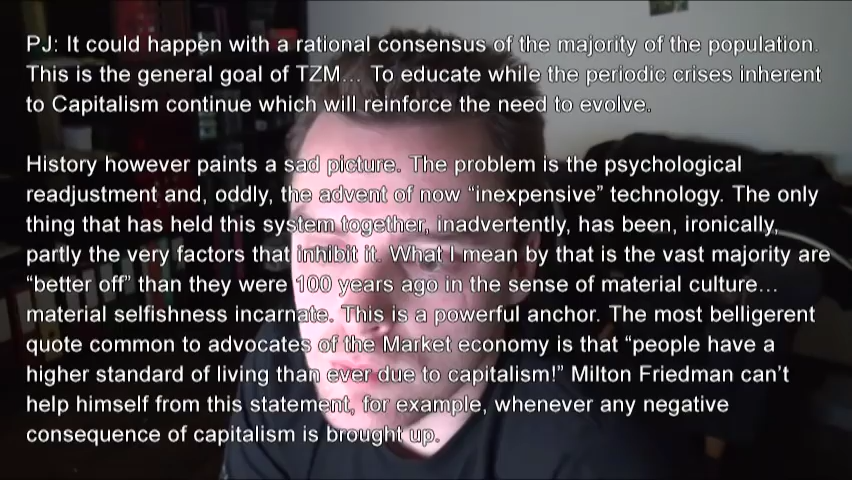 PJ: It could happen with a rational consensus of the majority of the population.
This is the general goal of TZM... To educate while the periodic crises inherent
to Capitalism continue which will reinforce the need to evolve.
History however paints a sad picture. The problem is the psychological
readjustment and, oddly, the advent of now “inexpensive” technology. The only
thing that has held this system together, inadvertently, has been, ironically,
partly the very factors that inhibit it. What I mean by that is the vast majority are
“better off” than they were 100 years ago in the sense of material culture...
material selfishness incarnate. This is a powerful anchor. The most belligerent
quote common to advocates of the Market economy is that “people have a
higher standard of living than ever due to capitalism!” Milton Friedman can’t
help himself from this statement, for example, whenever any negative
consequence of capitalism is brought up.